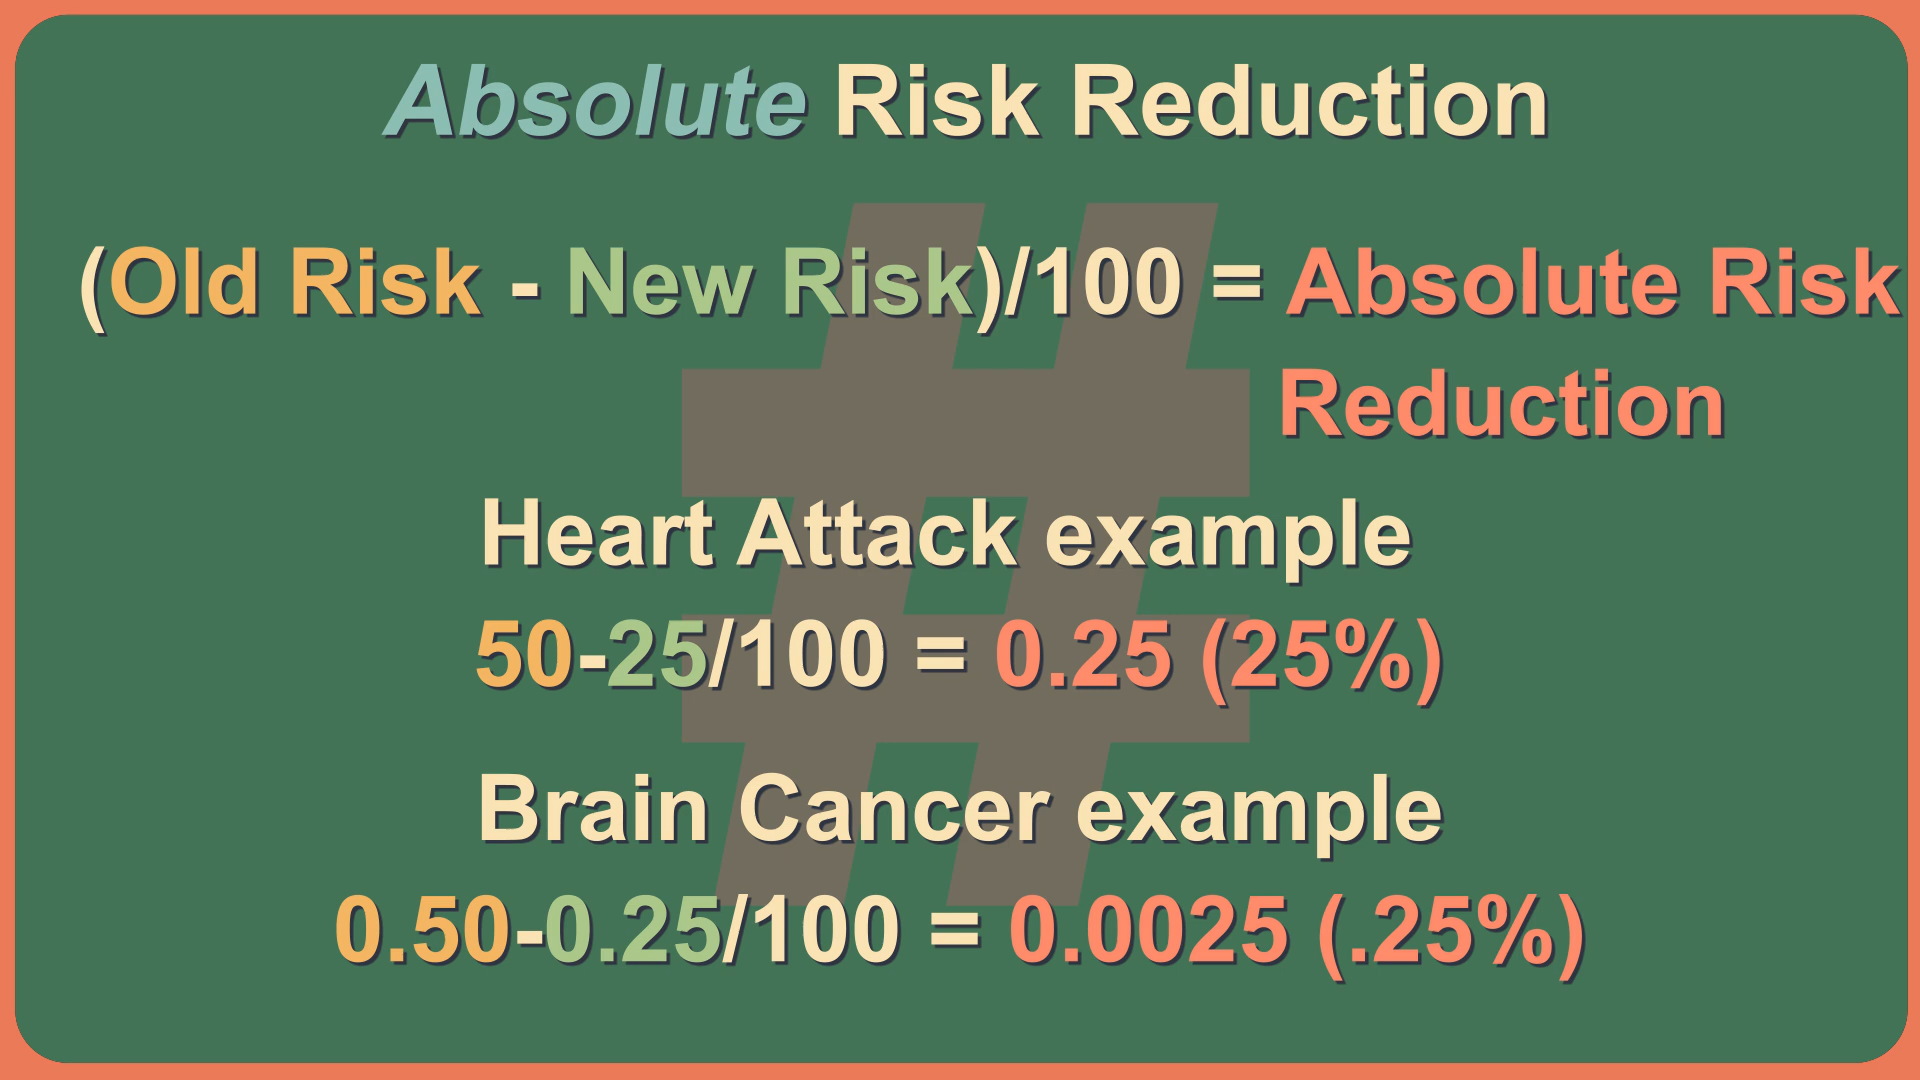 Absolute Risk Reduction
(Old Risk - New Risk)/100 = Absolute Risk
Reduction
Heart Attack example
50-25/100 = 0.25 (25%)
Brain Cancer example
0.50-0.25/100 = 0.0025 (.25%)